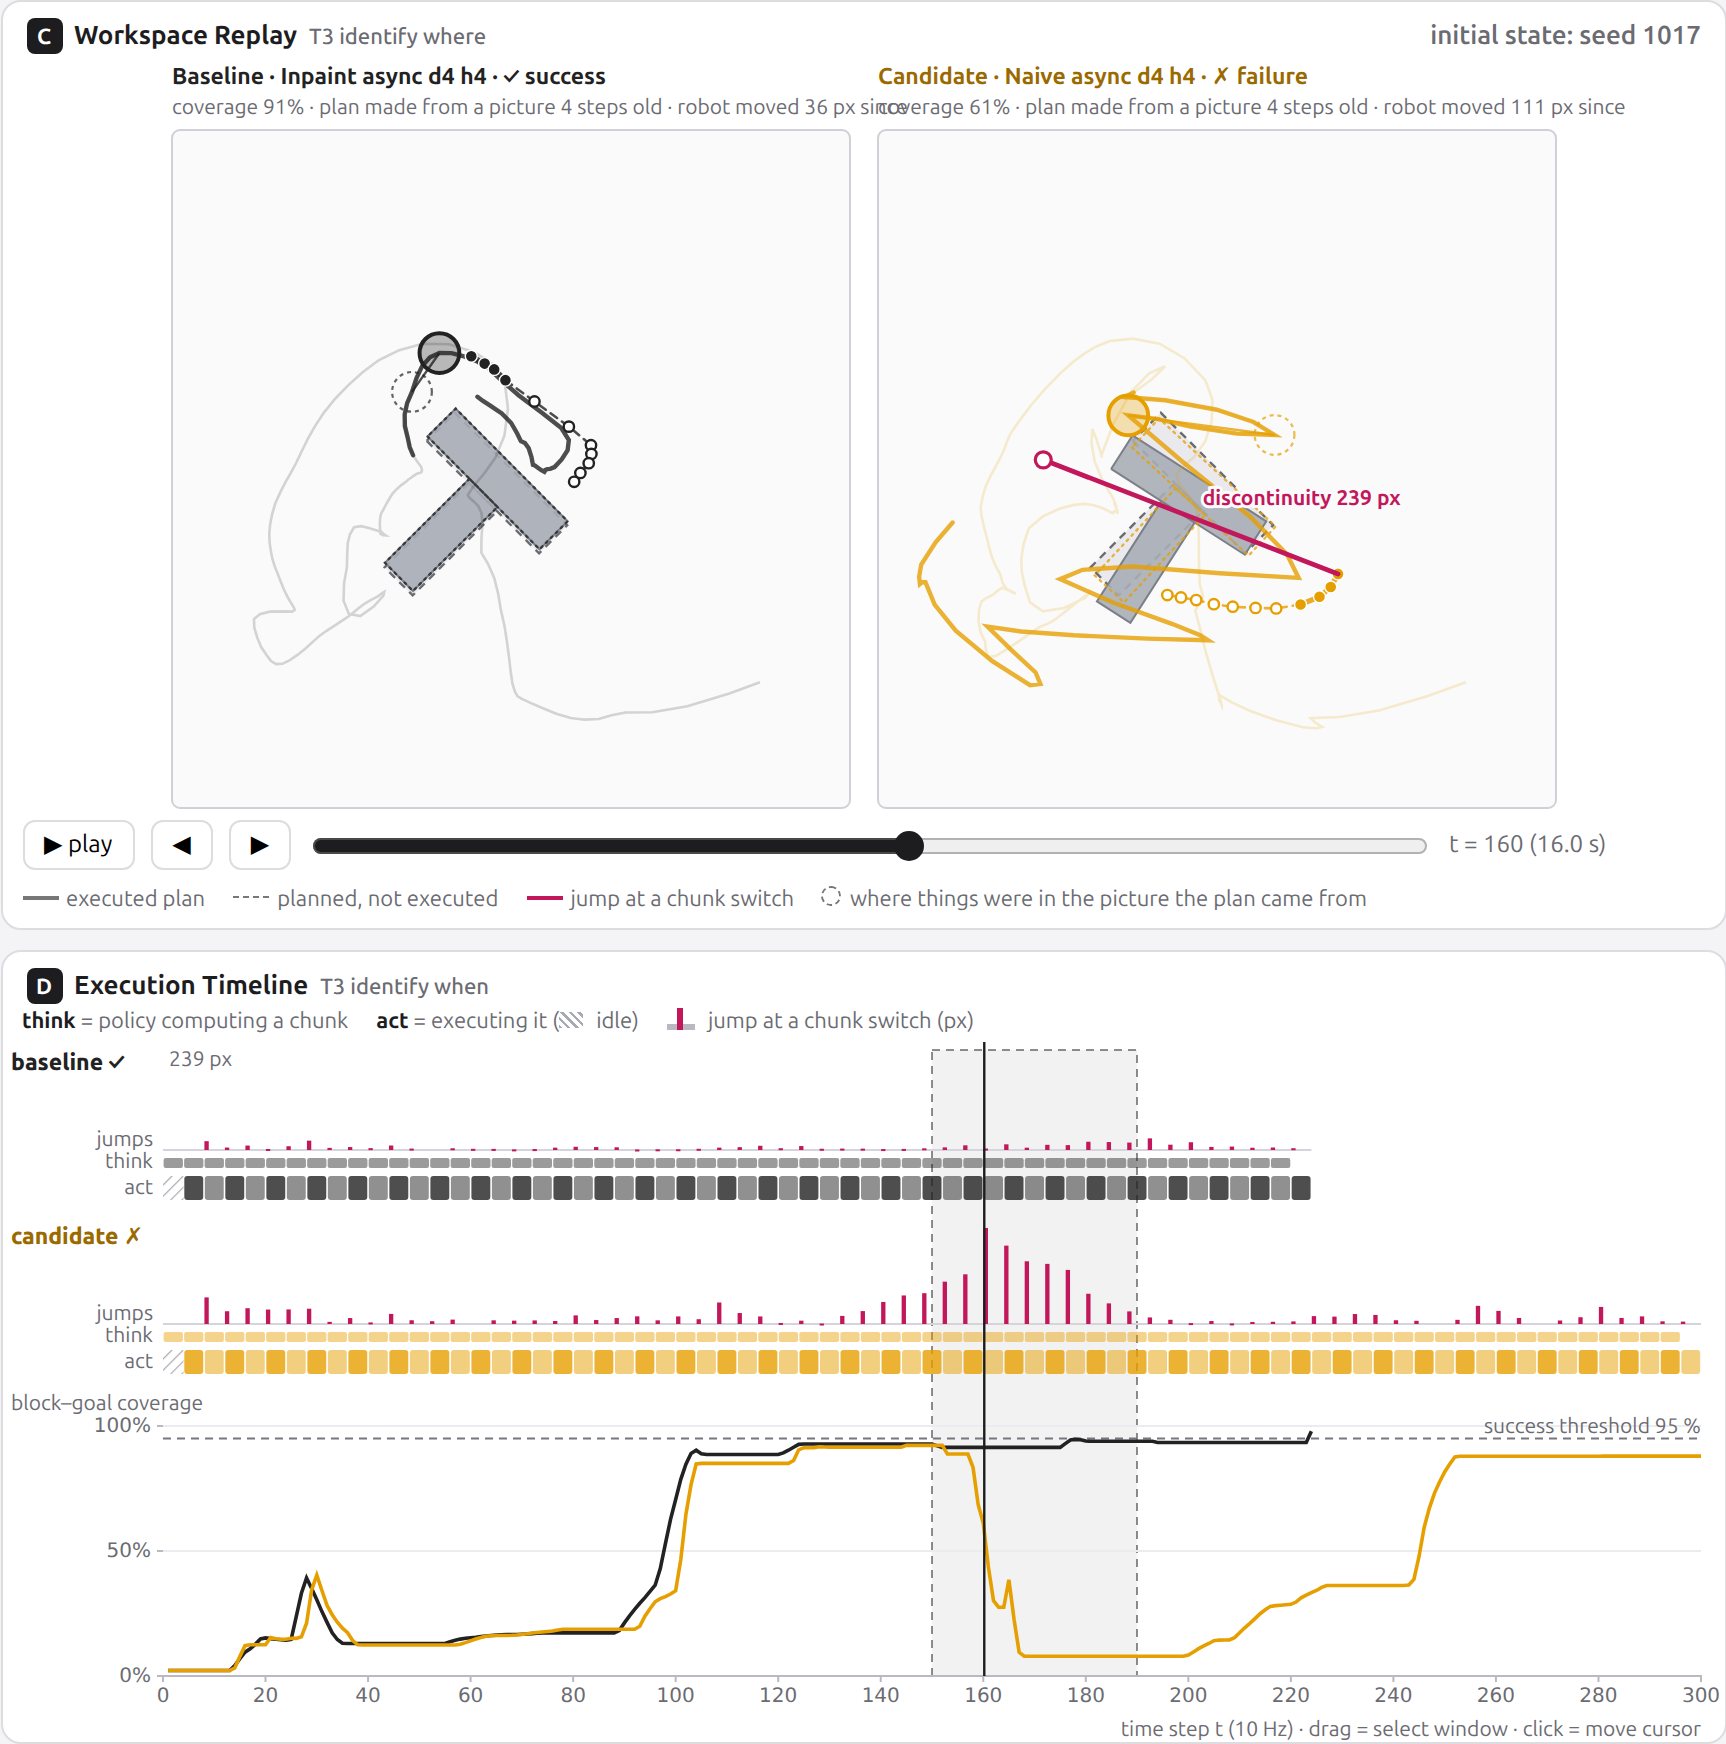 C Workspace Replay T3 identify where
initial state: seed 1017
Baseline · Inpaint async d4 h4 · ✓ success
coverage 91% · plan made from a picture 4 steps old · robot moved 36 px since
Candidate · Naive async d4 h4 · ✗ failure
coverage 61% · plan made from a picture 4 steps old · robot moved 111 px since
discontinuity 239 px
▶ play
◀
▶
t = 160 (16.0 s)
executed plan
planned, not executed
jump at a chunk switch
where things were in the picture the plan came from
D Execution Timeline T3 identify when
think = policy computing a chunk act = executing it ( idle) jump at a chunk switch (px)
baseline ✓
239 px
jumps
think
act
candidate ✗
jumps
think
act
block–goal coverage
100%
success threshold 95 %
50%
0%
0 20 40 60 80 100 120 140 160 180 200 220 240 260 280 300
time step t (10 Hz) · drag = select window · click = move cursor